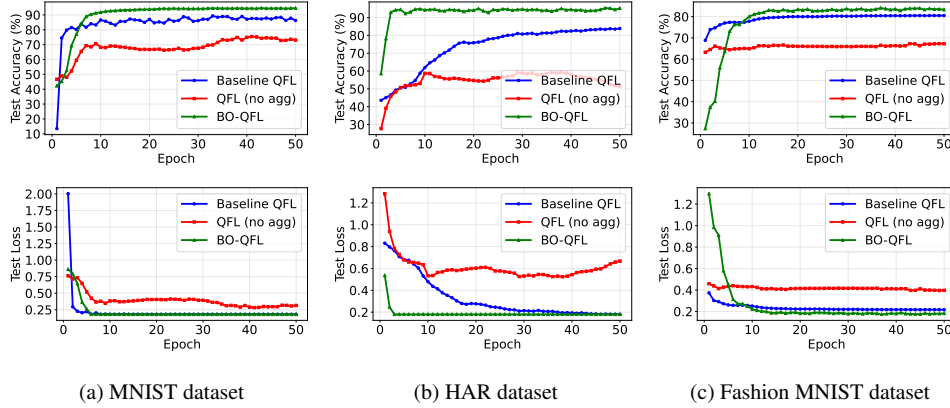 Test Accuracy (%)
90
80
70
60
50
40
30
20
10
0 10 20 30 40 50
Epoch
Baseline QFL
QFL (no agg)
BO-QFL
Test Accuracy (%)
90
80
70
60
50
40
30
0 10 20 30 40 50
Epoch
Baseline QFL
QFL (no agg)
BO-QFL
Test Accuracy (%)
80
70
60
50
40
30
0 10 20 30 40 50
Epoch
Baseline QFL
QFL (no agg)
BO-QFL
Test Loss
2.00
1.75
1.50
1.25
1.00
0.75
0.50
0.25
0 10 20 30 40 50
Epoch
Baseline QFL
QFL (no agg)
BO-QFL
Test Loss
1.2
1.0
0.8
0.6
0.4
0.2
0 10 20 30 40 50
Epoch
Baseline QFL
QFL (no agg)
BO-QFL
Test Loss
1.2
1.0
0.8
0.6
0.4
0.2
0 10 20 30 40 50
Epoch
Baseline QFL
QFL (no agg)
BO-QFL
(a) MNIST dataset
(b) HAR dataset
(c) Fashion MNIST dataset